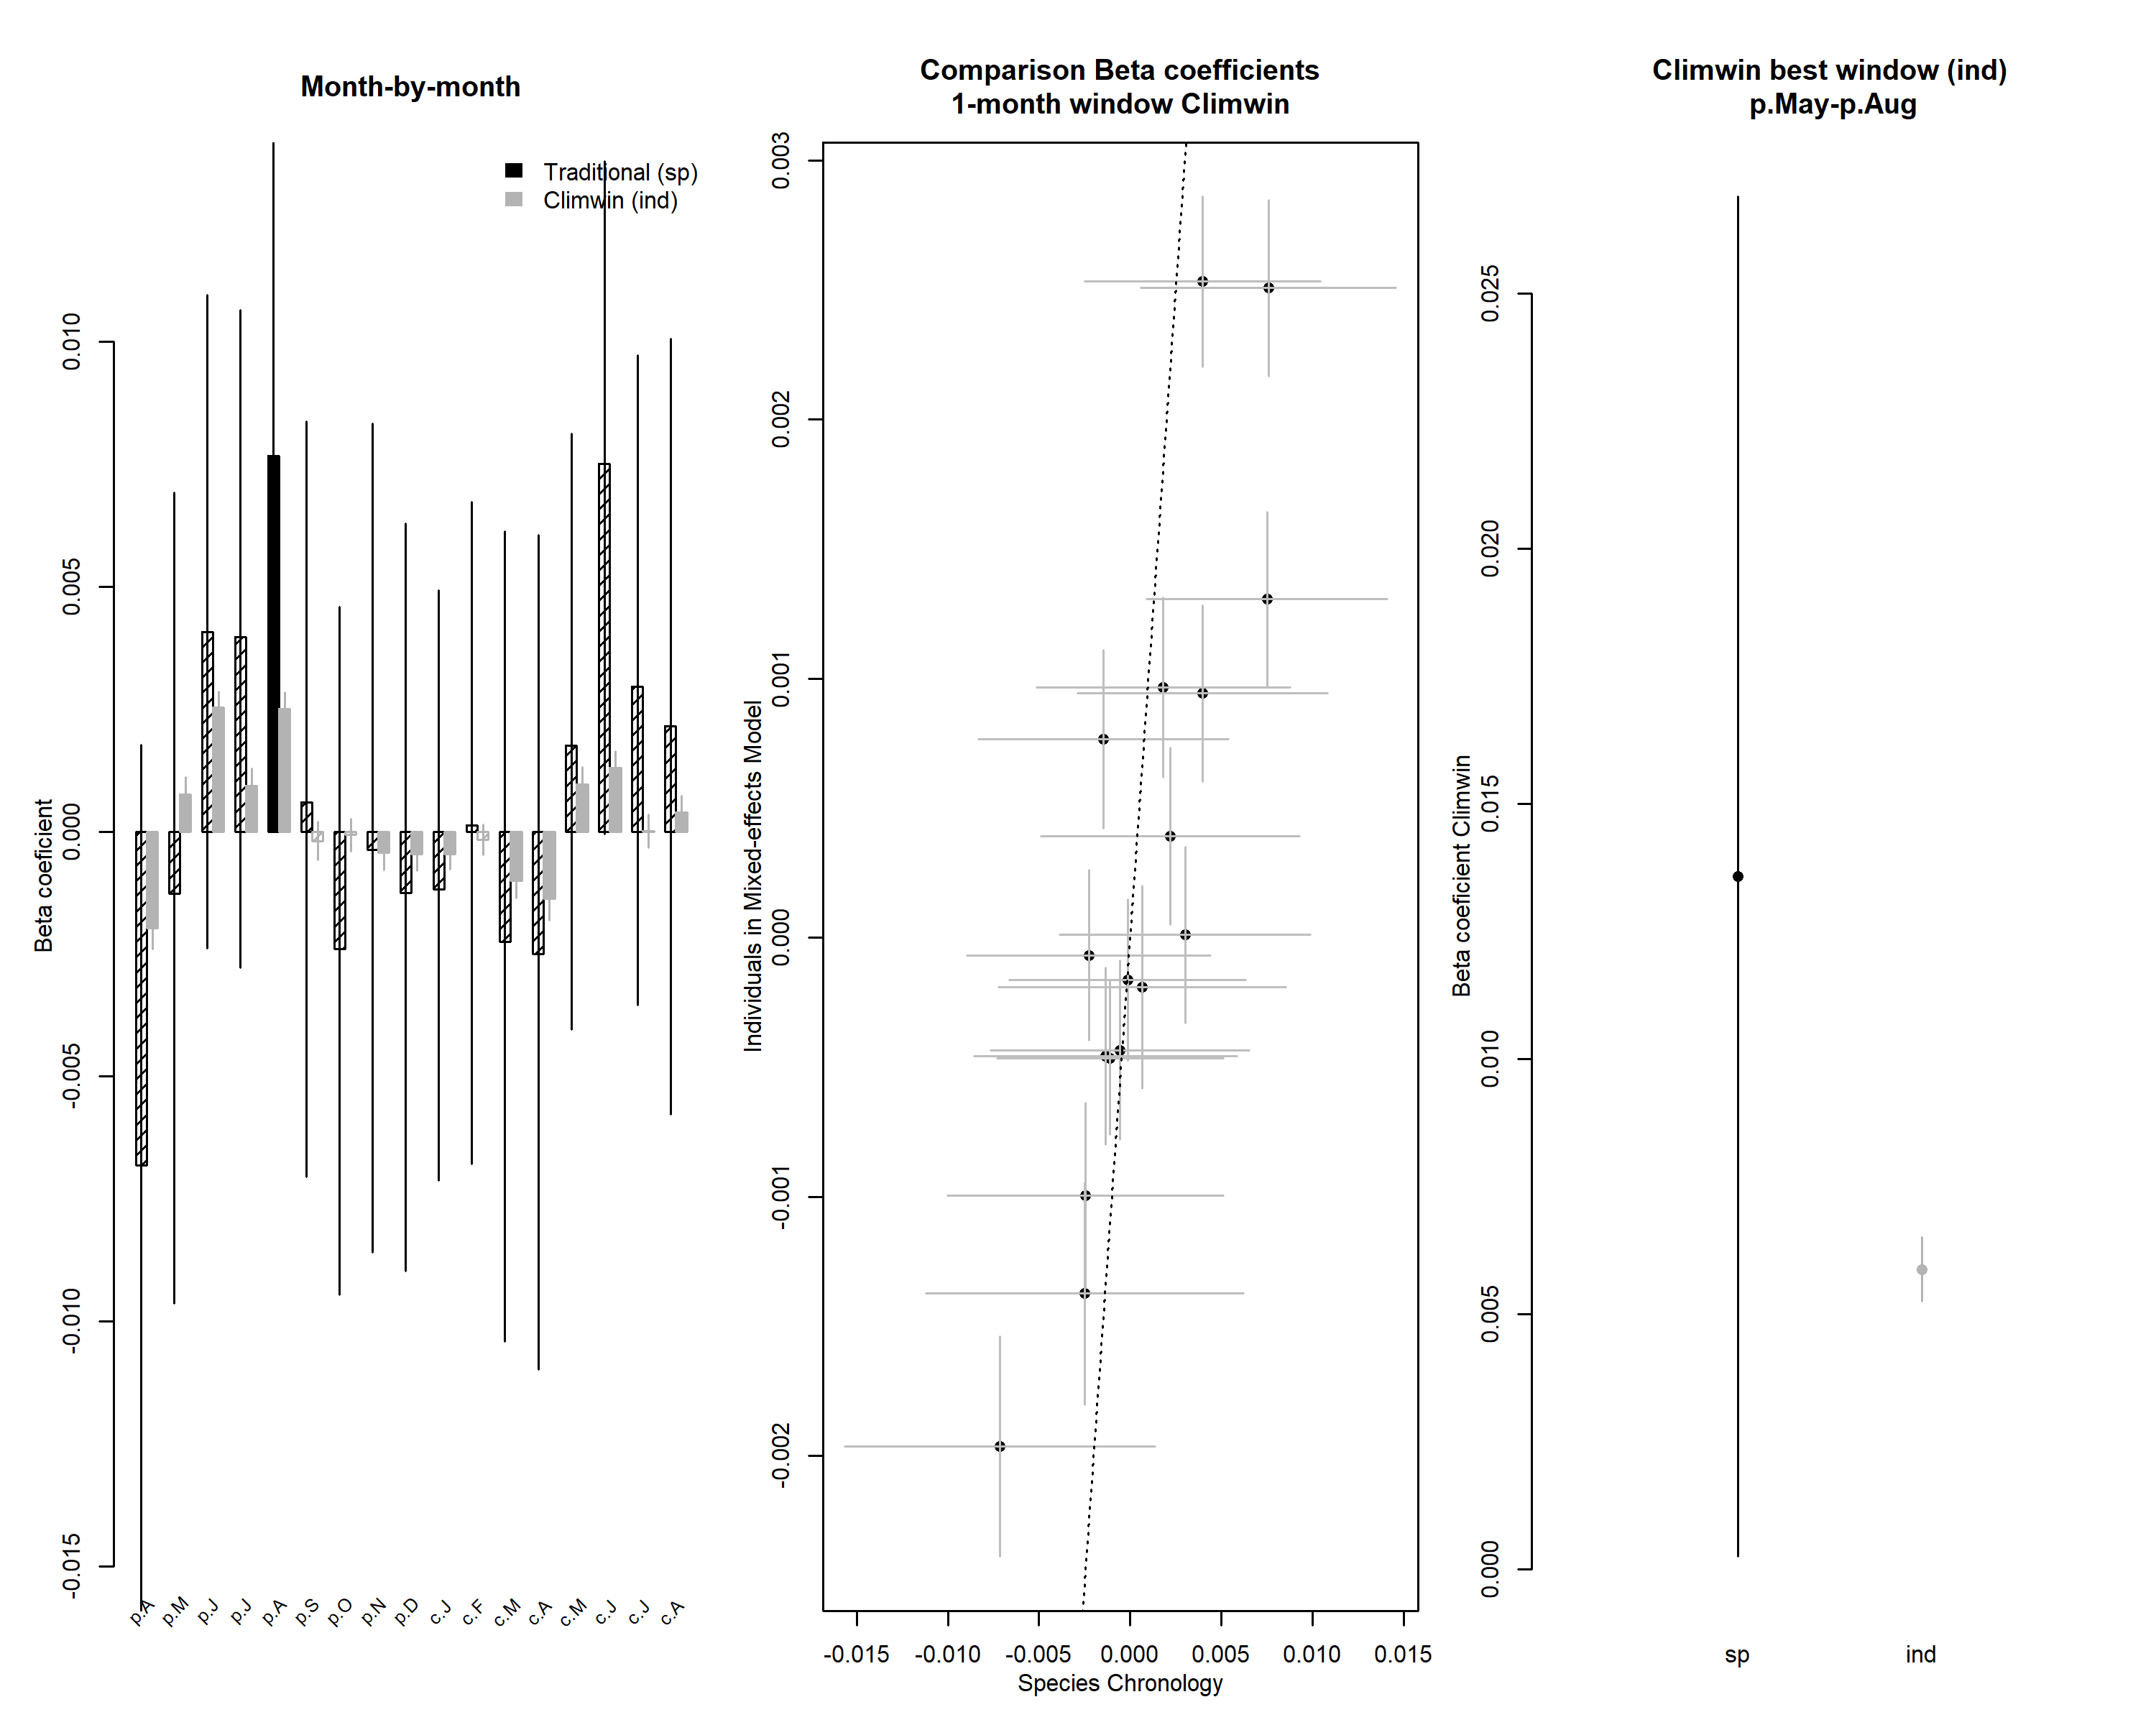 Month-by-month
Traditional (sp)
Climwin (ind)
Beta coeficient
0.010
0.005
0.000
-0.005
-0.010
-0.015
p.A
p.M
p.J
p.J
p.A
p.S
p.O
p.N
p.D
c.J
c.F
c.M
c.A
c.M
c.J
c.J
c.A
Comparison Beta coefficients
1-month window Climwin
Individuals in Mixed-effects Model
0.003
0.002
0.001
0.000
-0.001
-0.002
-0.015
-0.010
-0.005
0.000
0.005
0.010
0.015
Species Chronology
Climwin best window (ind)
p.May-p.Aug
Beta coeficient Climwin
0.025
0.020
0.015
0.010
0.005
0.000
sp
ind